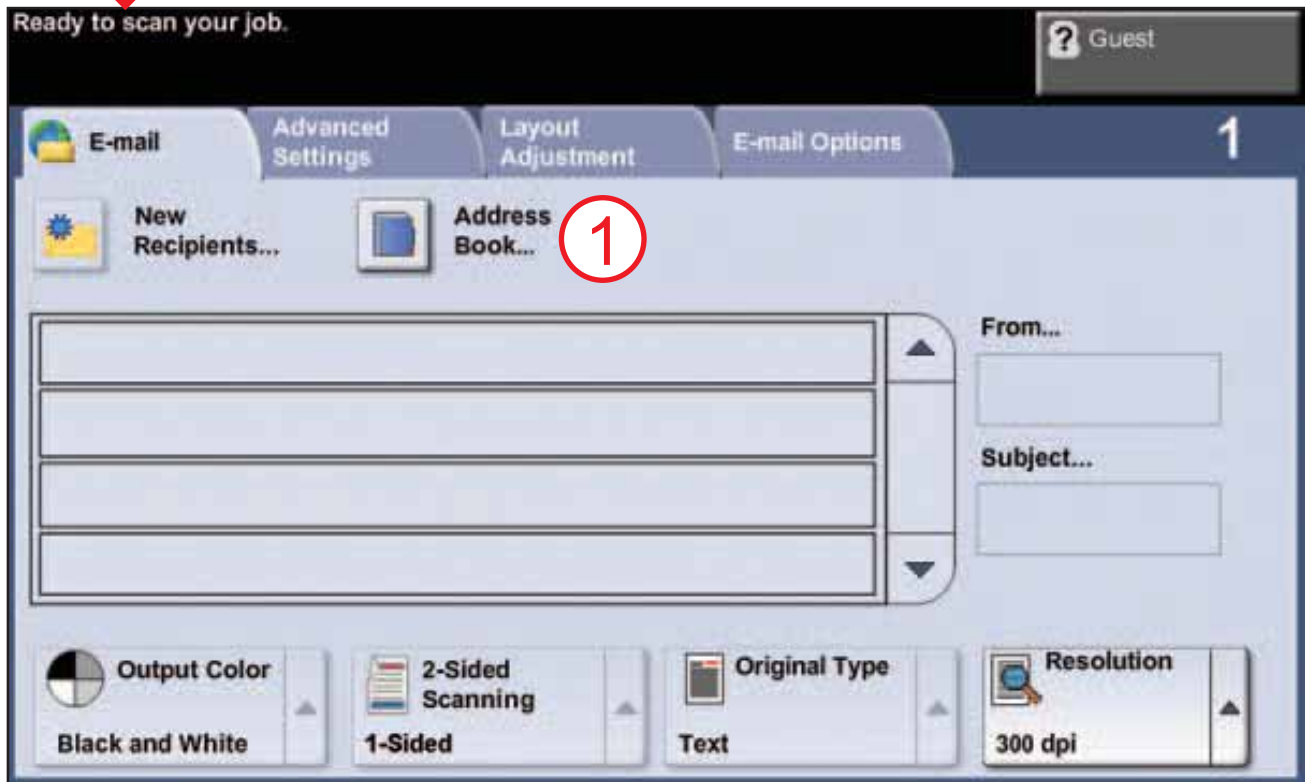 Ready to scan your job.
? Guest
E-mail
Advanced
Settings
Layout
Adjustment
E-mail Options
1
New
Recipients...
Address
Book...
1
From...
Subject...
Output Color
Black and White
2-Sided
Scanning
1-Sided
Original Type
Text
Resolution
300 dpi